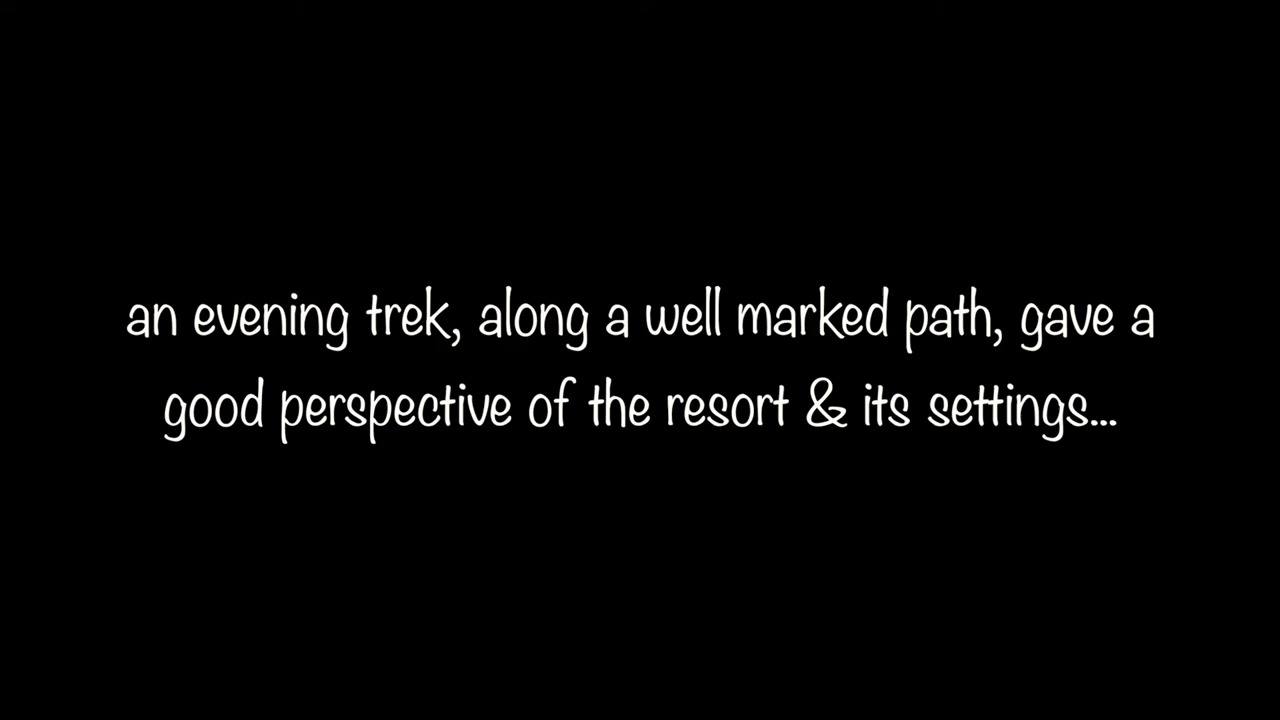 an evening trek, along a well marked path, gave a
good perspective of the resort & its settings...